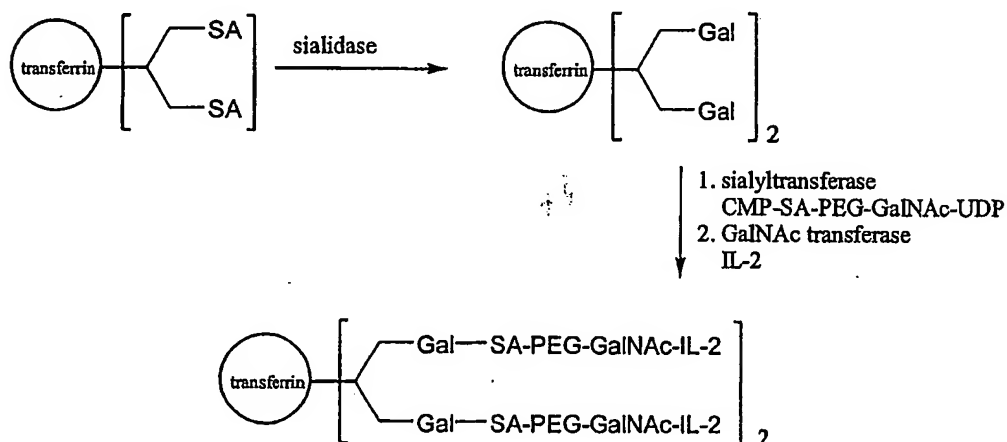 transferrin
SA
SA
sialidase
transferrin
Gal
Gal
2
1. sialyltransferase
CMP-SA-PEG-GalNAc-UDP
2. GalNAc transferase
IL-2
transferrin
Gal—SA-PEG-GalNAc-IL-2
Gal—SA-PEG-GalNAc-IL-2
2